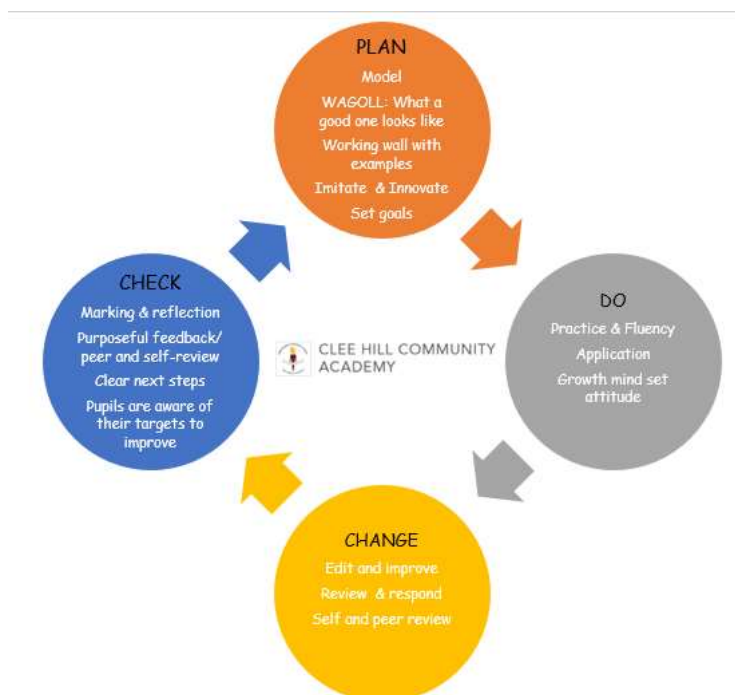 PLAN
Model
WAGOLL: What a
good one looks like
Working wall with
examples
Imitate & Innovate
Set goals
DO
Practice & Fluency
Application
Growth mind set
attitude
CHANGE
Edit and improve
Review & respond
Self and peer review
CHECK
Marking & reflection
Purposeful feedback/
peer and self-review
Clear next steps
Pupils are aware of
their targets to
improve
CLEE HILL COMMUNITY
ACADEMY